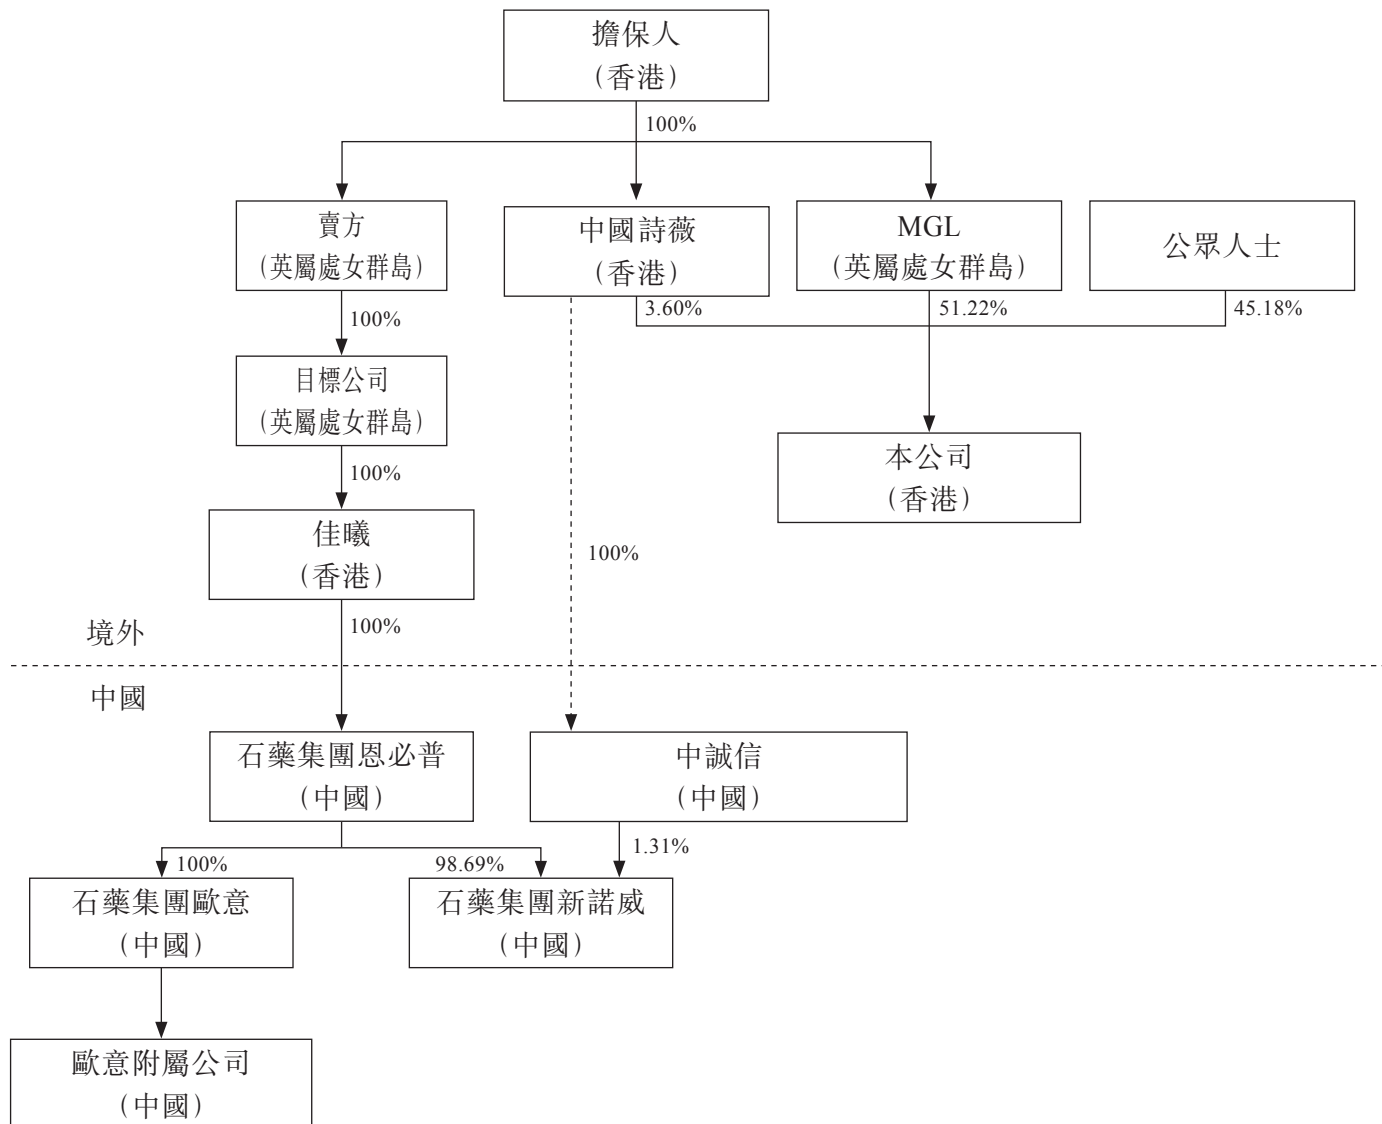 擔保人
(香港)
100%
賣方
(英屬處女群島)
中國詩薇
(香港)
MGL
(英屬處女群島)
公眾人士
100%
3.60%
51.22%
45.18%
目標公司
(英屬處女群島)
100%
本公司
(香港)
佳曦
(香港)
100%
100%
境外
中國
石藥集團恩必普
(中國)
中誠信
(中國)
100%
98.69%
1.31%
石藥集團歐意
(中國)
石藥集團新諾威
(中國)
歐意附屬公司
(中國)